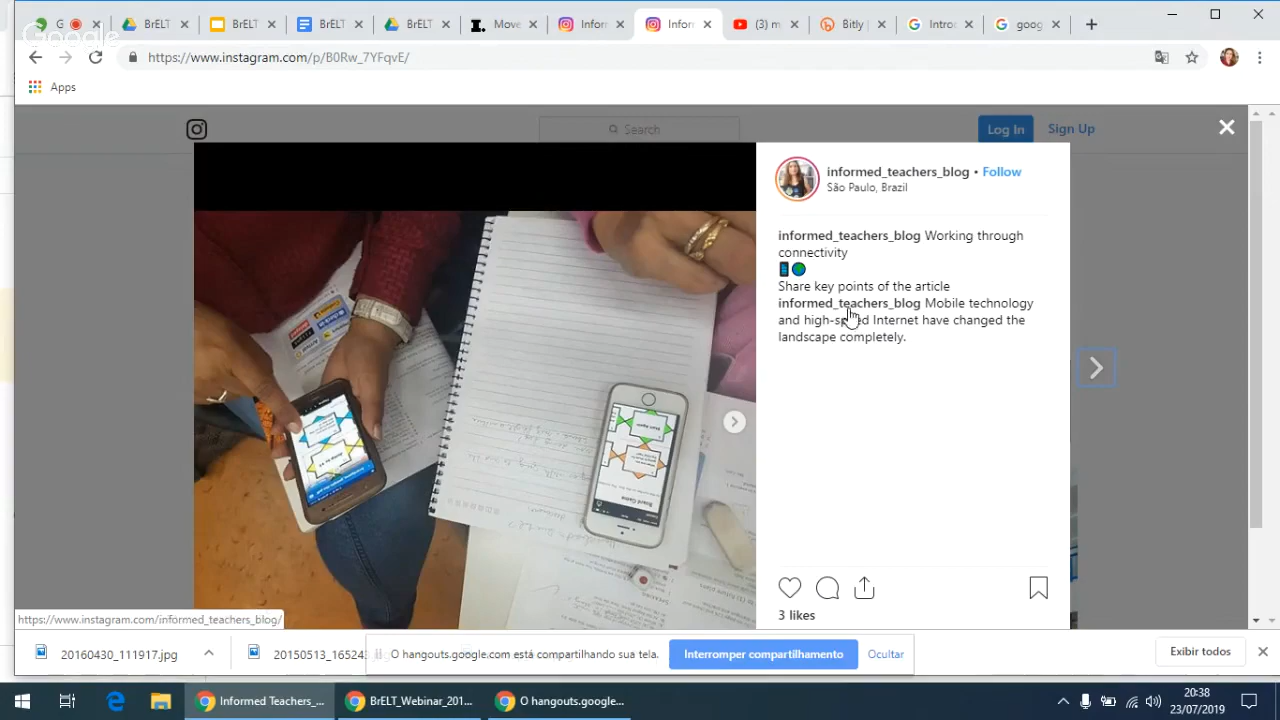 BrELT
BrELT
BrELT
BrELT
Move
Inform
Infor
(3) m
Bitly |
Introd
goog
Google
https://www.instagram.com/p/B0Rw_7YFqvE/
Apps
Search
Log In
Sign Up
informed_teachers_blog • Follow
São Paulo, Brazil
informed_teachers_blog Working through
connectivity
Share key points of the article
informed_teachers_blog Mobile technology
and high-speed Internet have changed the
landscape completely.
3 likes
https://www.instagram.com/informed_teachers_blog/
20160430_111917.jpg
20150513_165243
O hangouts.google.com está compartilhando sua tela.
Interromper compartilhamento
Ocultar
Exibir todos
Informed Teachers_...
BrELT_Webinar_201...
O hangouts.google...
20:38
23/07/2019